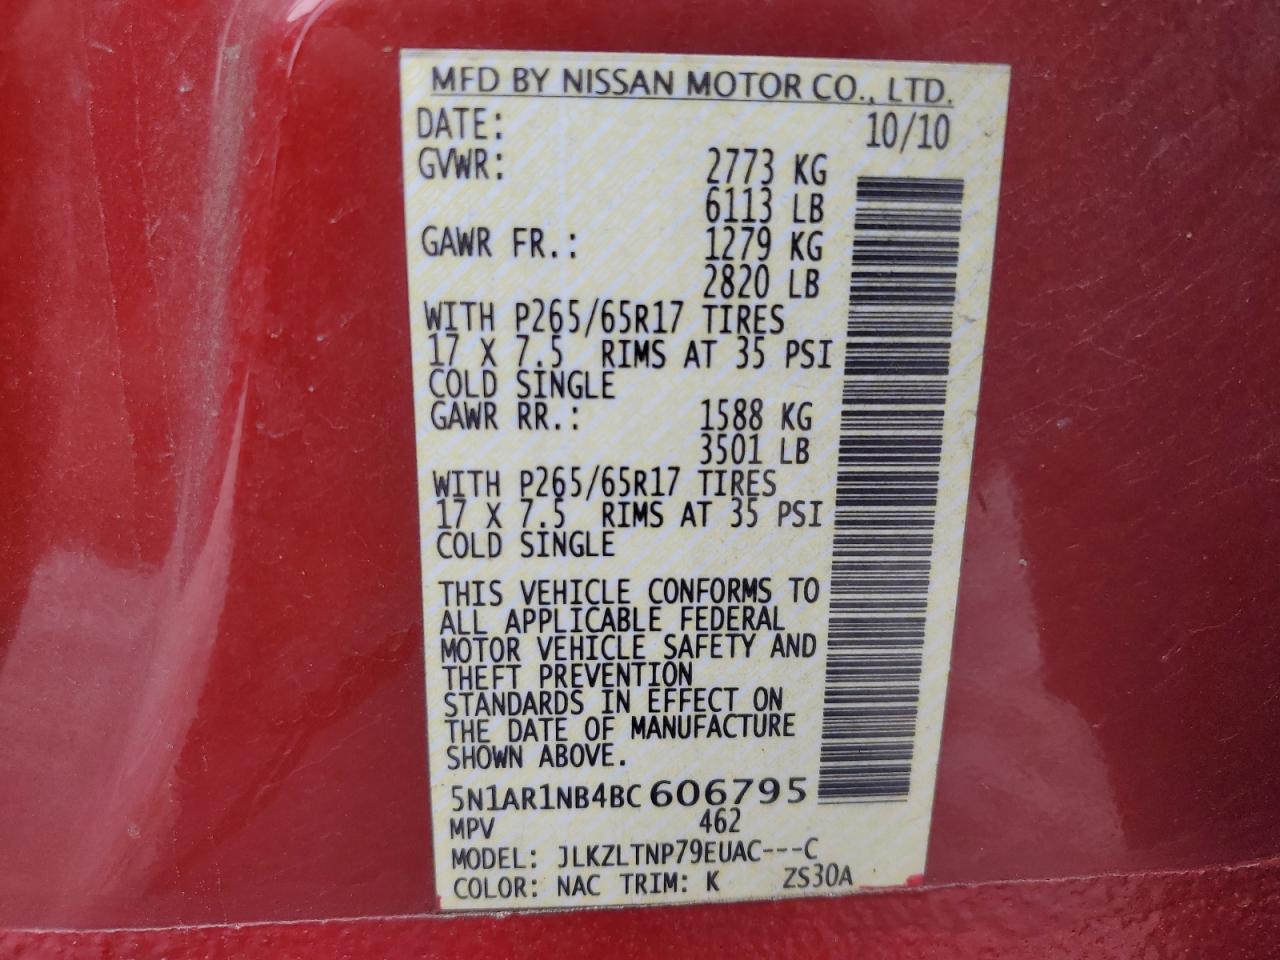 MFD BY NISSAN MOTOR CO., LTD.
DATE: 10/10
GVWR: 2773 KG
6113 LB
GAWR FR.: 1279 KG
2820 LB
WITH P265/65R17 TIRES
17 X 7.5 RIMS AT 35 PSI
COLD SINGLE
GAWR RR.: 1588 KG
3501 LB
WITH P265/65R17 TIRES
17 X 7.5 RIMS AT 35 PSI
COLD SINGLE
THIS VEHICLE CONFORMS TO
ALL APPLICABLE FEDERAL
MOTOR VEHICLE SAFETY AND
THEFT PREVENTION
STANDARDS IN EFFECT ON
THE DATE OF MANUFACTURE
SHOWN ABOVE.
5N1AR1NB4BC606795
MPV 462
MODEL: JLKZLTNP79EUAC---C
COLOR: NAC TRIM: K ZS30A